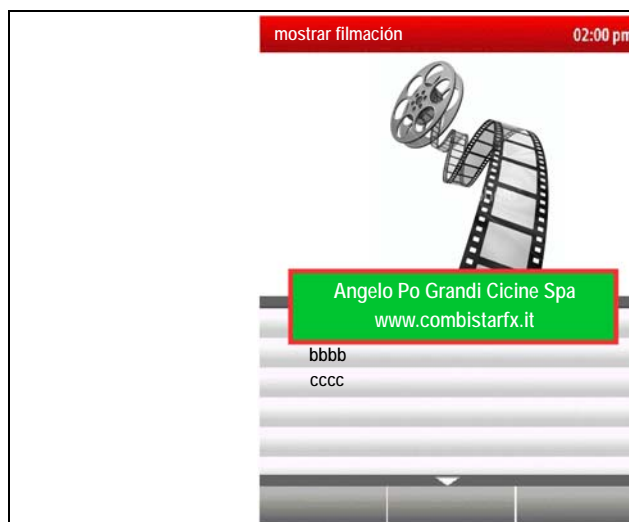 mostrar filmación
02:00 pm
Angelo Po Grandi Cicine Spa
www.combistarfx.it
bbbb
cccc